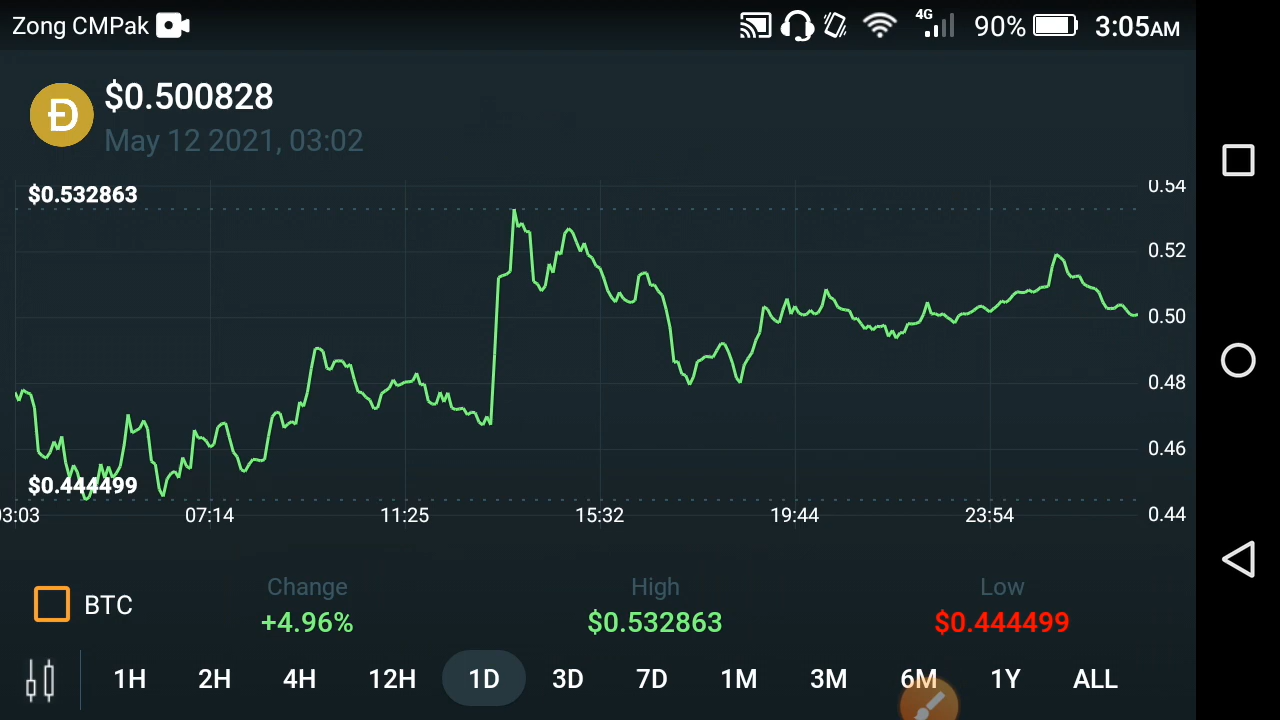 Zong CMPak 4G 90% 3:05AM
Đ $0.500828
May 12 2021, 03:02
$0.532863
0.54
0.52
0.50
0.48
0.46
$0.444499
0.44
03:03 07:14 11:25 15:32 19:44 23:54
Change High Low
BTC +4.96% $0.532863 $0.444499
1H 2H 4H 12H 1D 3D 7D 1M 3M 6M 1Y ALL